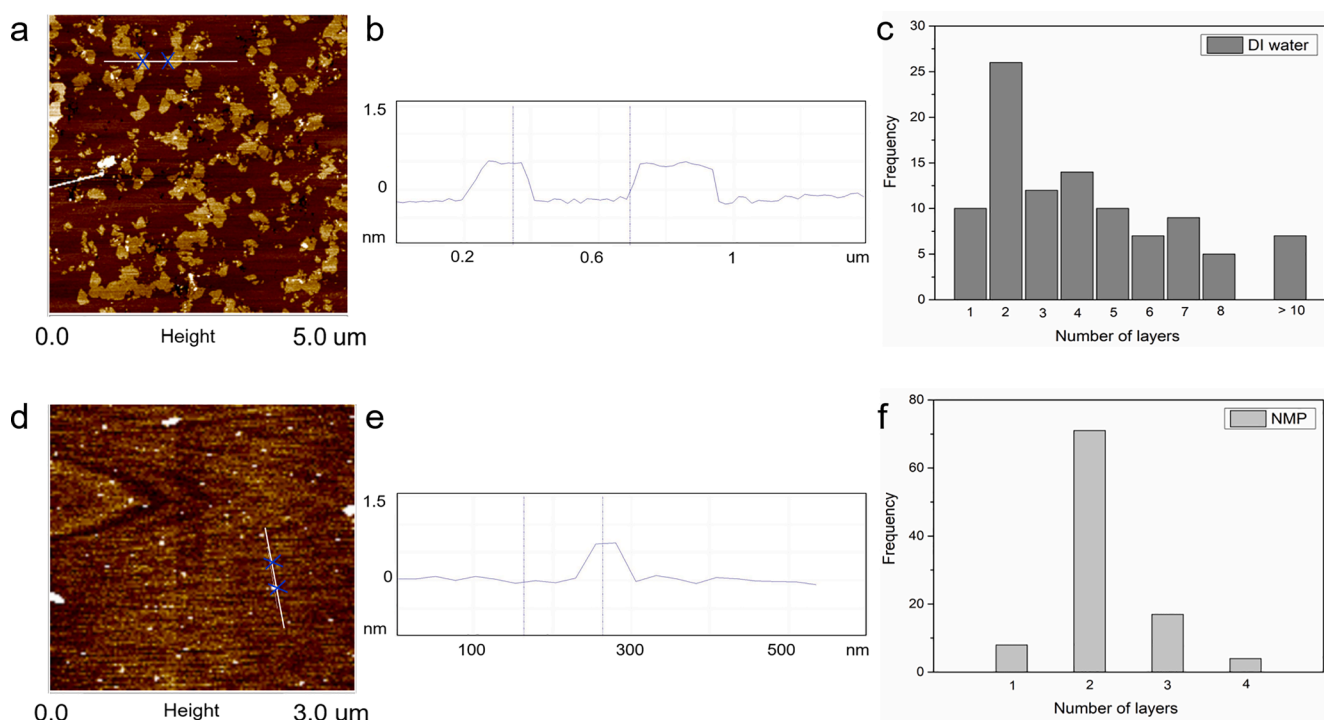 a
0.0 Height 5.0 um
b
1.5
0
nm
0.2 0.6 1 um
c
DI water
30
25
20
15
10
5
0
Frequency
1 2 3 4 5 6 7 8 > 10
Number of layers
d
0.0 Height 3.0 um
e
1.5
0
nm
100 300 500 nm
f
NMP
80
60
40
20
0
Frequency
1 2 3 4
Number of layers